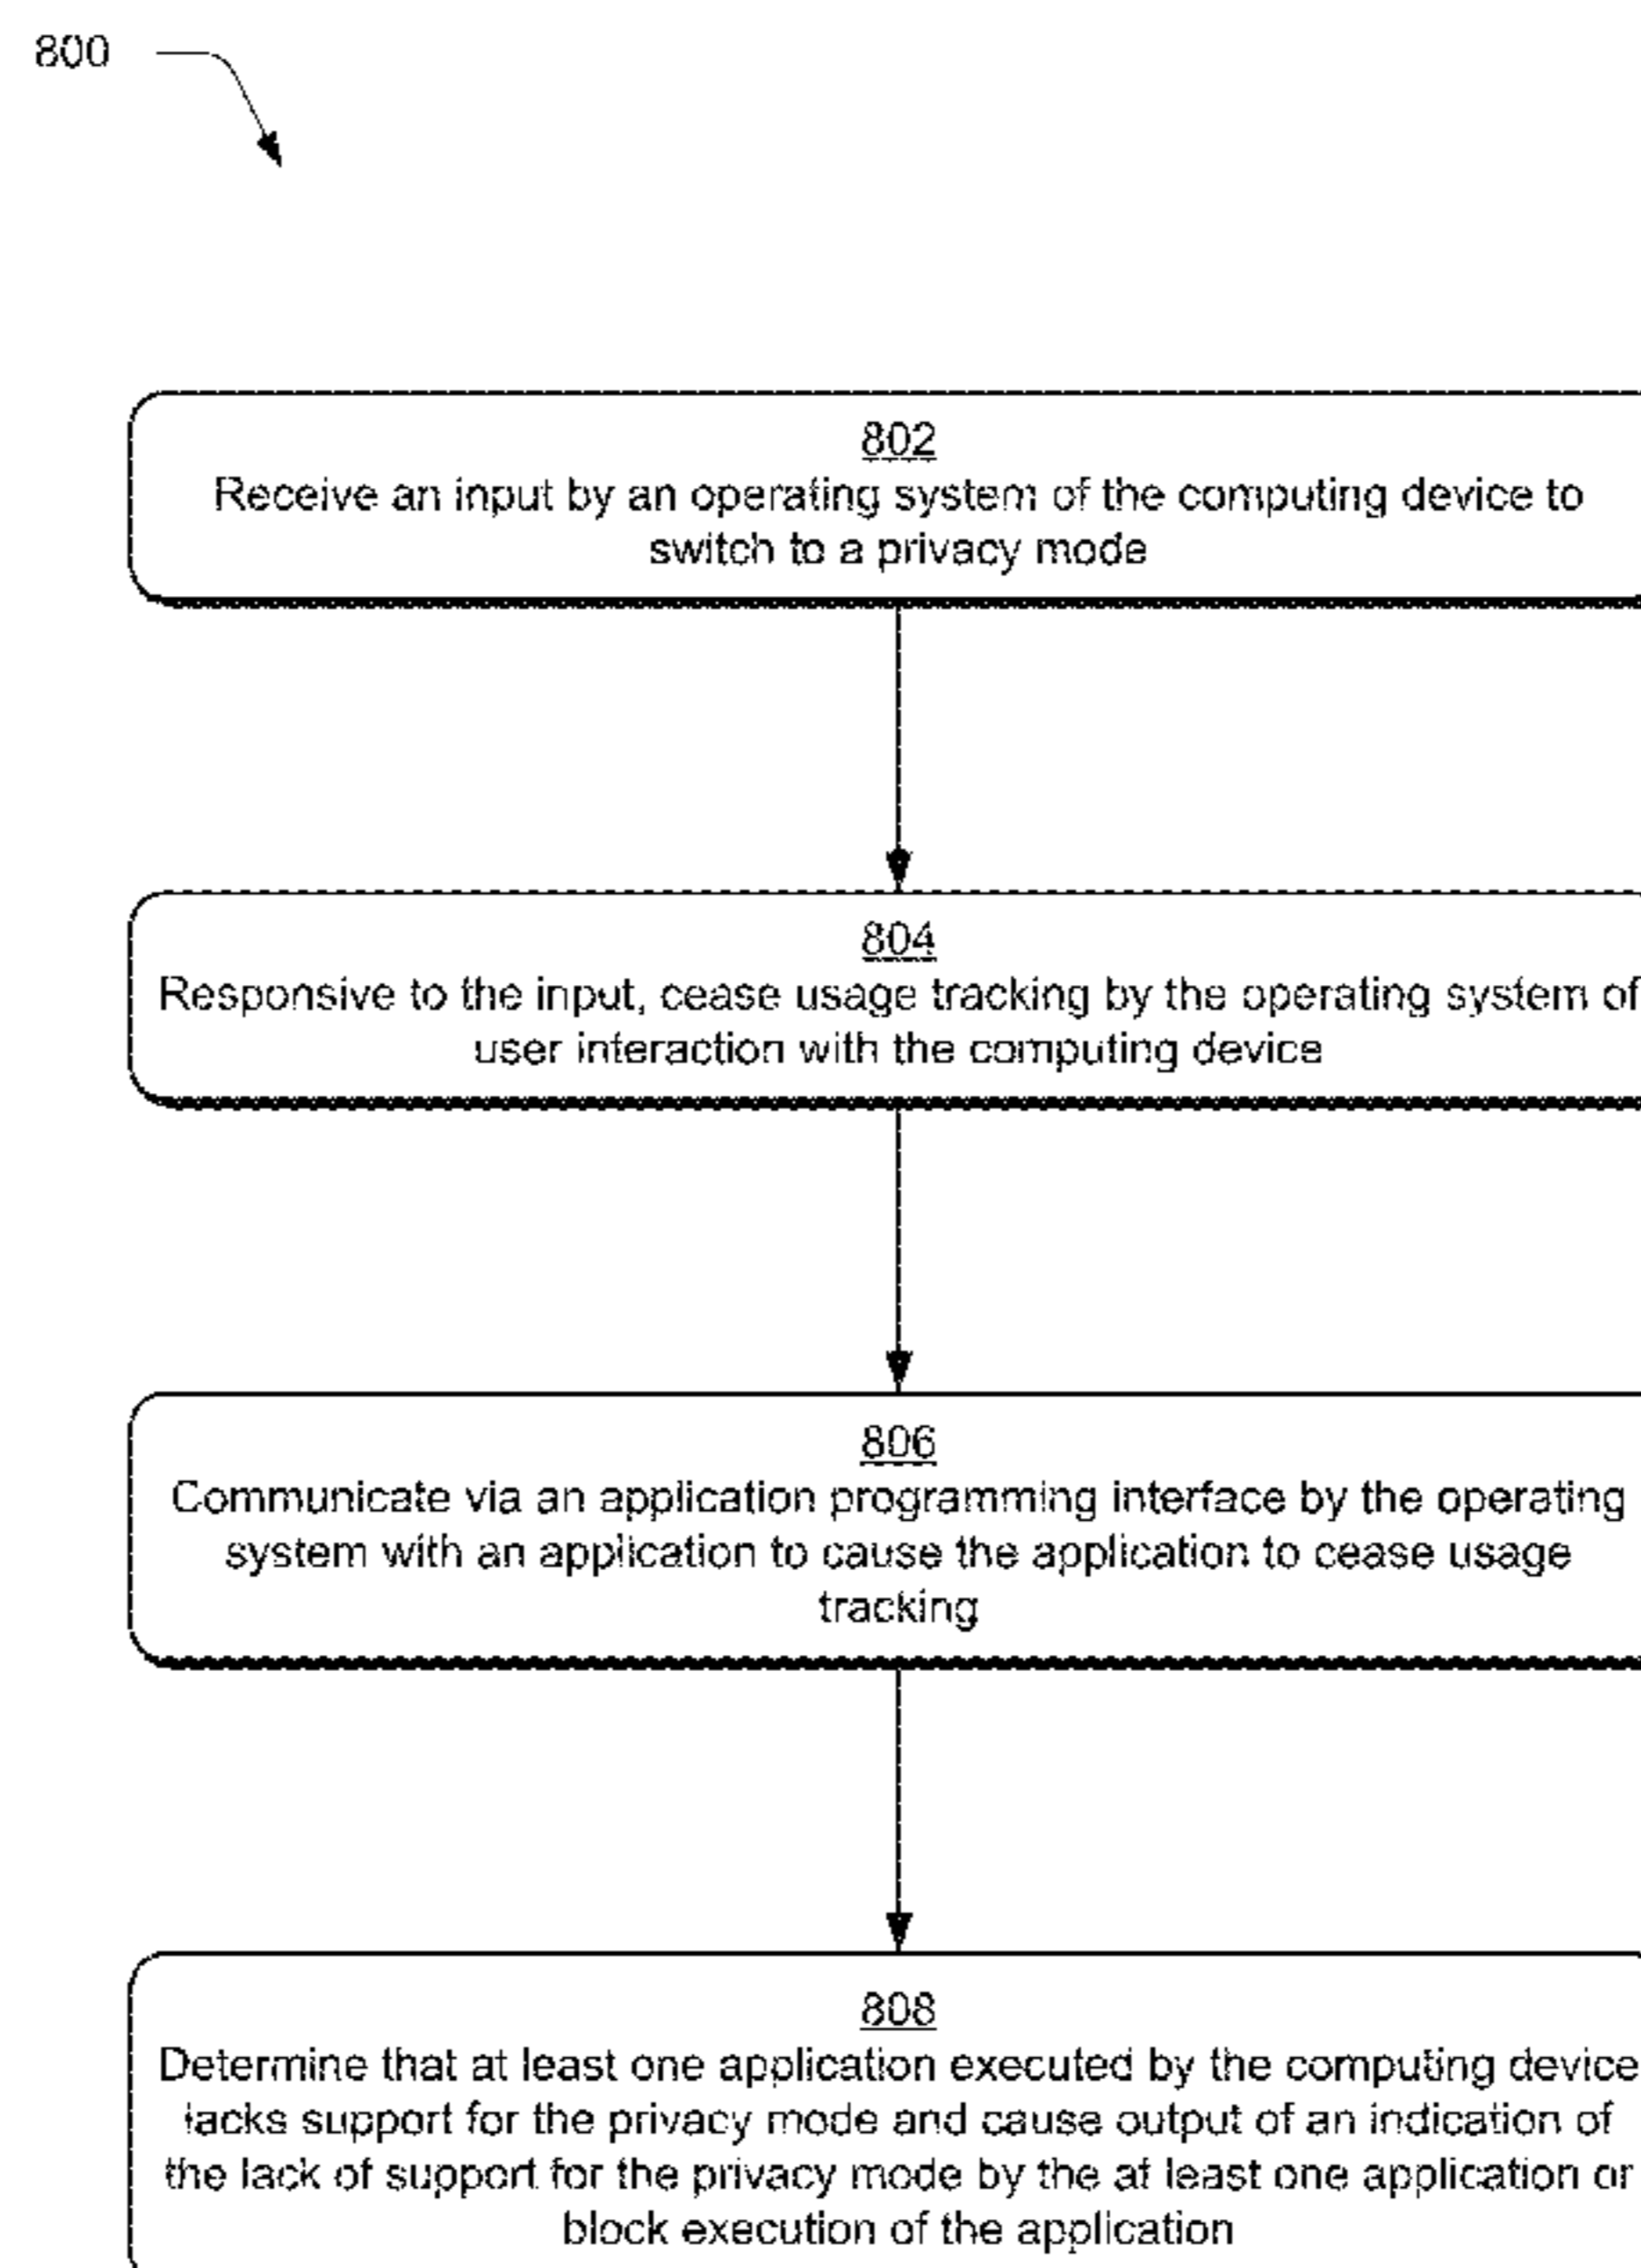 800
802
Receive an input by an operating system of the computing device to
switch to a privacy mode
804
Responsive to the input, cease usage tracking by the operating system of
user interaction with the computing device
806
Communicate via an application programming interface by the operating
system with an application to cause the application to cease usage
tracking
808
Determine that at least one application executed by the computing device
lacks support for the privacy mode and cause output of an indication of
the lack of support for the privacy mode by the at least one application or
block execution of the application